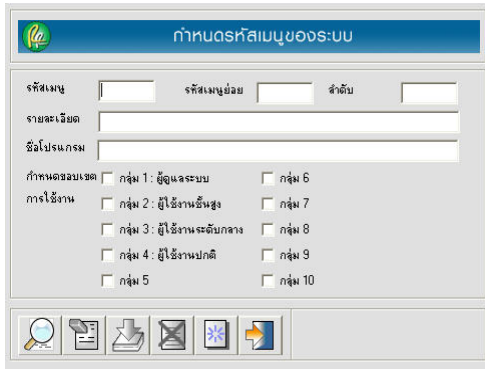 กำหนดรหัสเมนูของระบบ
รหัสเมนู รหัสเมนูย่อย ลำดับ
รายละเอียด
ชื่อโปรแกรม
กำหนดขอบเขต กลุ่ม 1 : ผู้ดูแลระบบ กลุ่ม 6
การใช้งาน กลุ่ม 2 : ผู้ใช้งานชั้นสูง กลุ่ม 7
กลุ่ม 3 : ผู้ใช้งานระดับกลาง กลุ่ม 8
กลุ่ม 4 : ผู้ใช้งานปกติ กลุ่ม 9
กลุ่ม 5 กลุ่ม 10